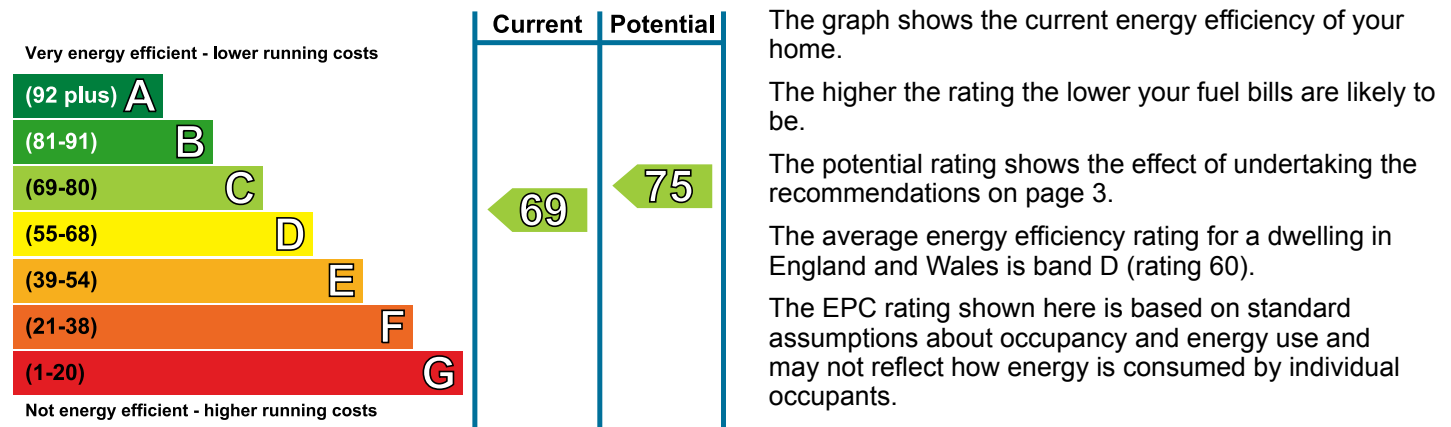 Current Potential
Very energy efficient - lower running costs
(92 plus) A
(81-91) B
(69-80) C
(55-68) D
(39-54) E
(21-38) F
(1-20) G
Not energy efficient - higher running costs
69
75
The graph shows the current energy efficiency of your
home.
The higher the rating the lower your fuel bills are likely to
be.
The potential rating shows the effect of undertaking the
recommendations on page 3.
The average energy efficiency rating for a dwelling in
England and Wales is band D (rating 60).
The EPC rating shown here is based on standard
assumptions about occupancy and energy use and
may not reflect how energy is consumed by individual
occupants.